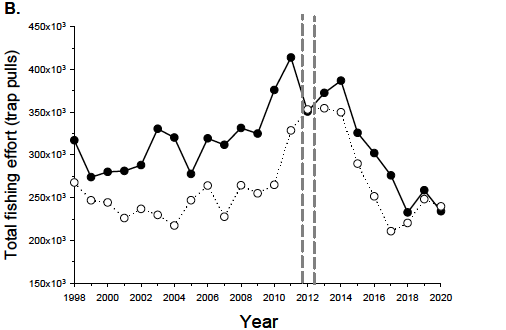 B.
Total fishing effort (trap pulls)
450x10³
400x10³
350x10³
300x10³
250x10³
200x10³
150x10³
1998 2000 2002 2004 2006 2008 2010 2012 2014 2016 2018 2020
Year